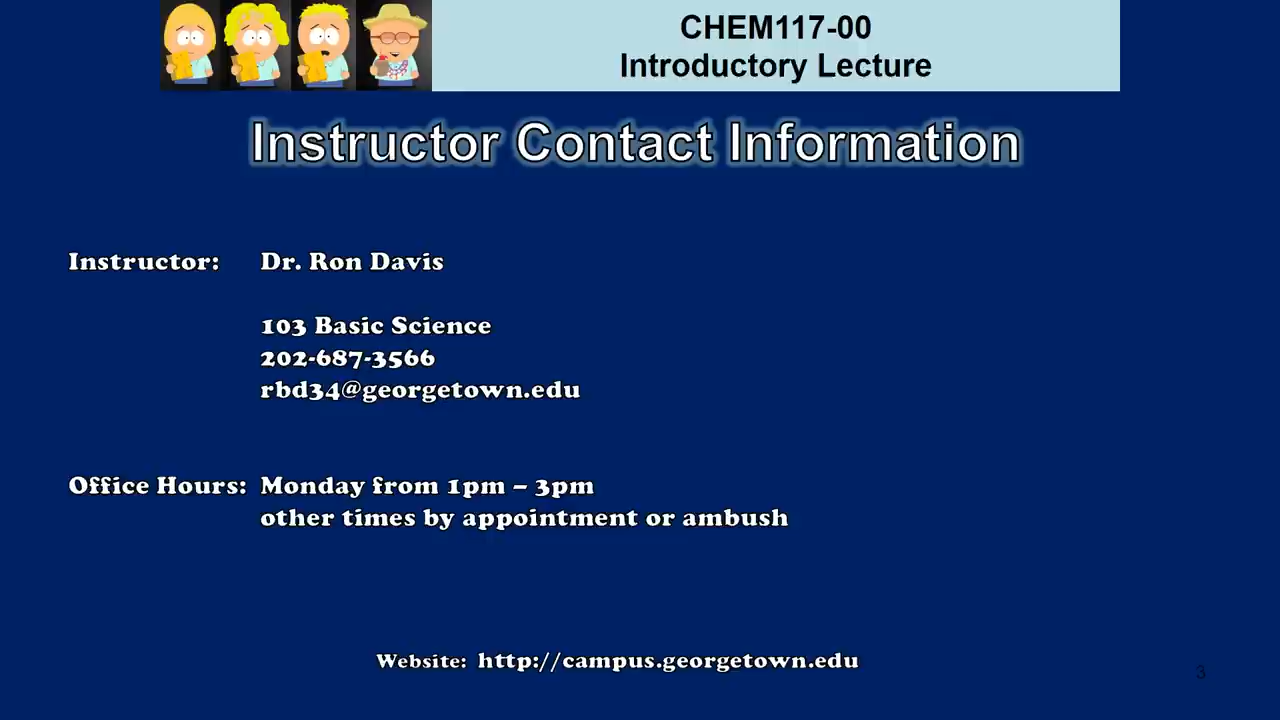 CHEM117-00
Introductory Lecture
Instructor Contact Information
Instructor: Dr. Ron Davis
103 Basic Science
202-687-3566
rbd34@georgetown.edu
Office Hours: Monday from 1pm – 3pm
other times by appointment or ambush
Website: http://campus.georgetown.edu
3